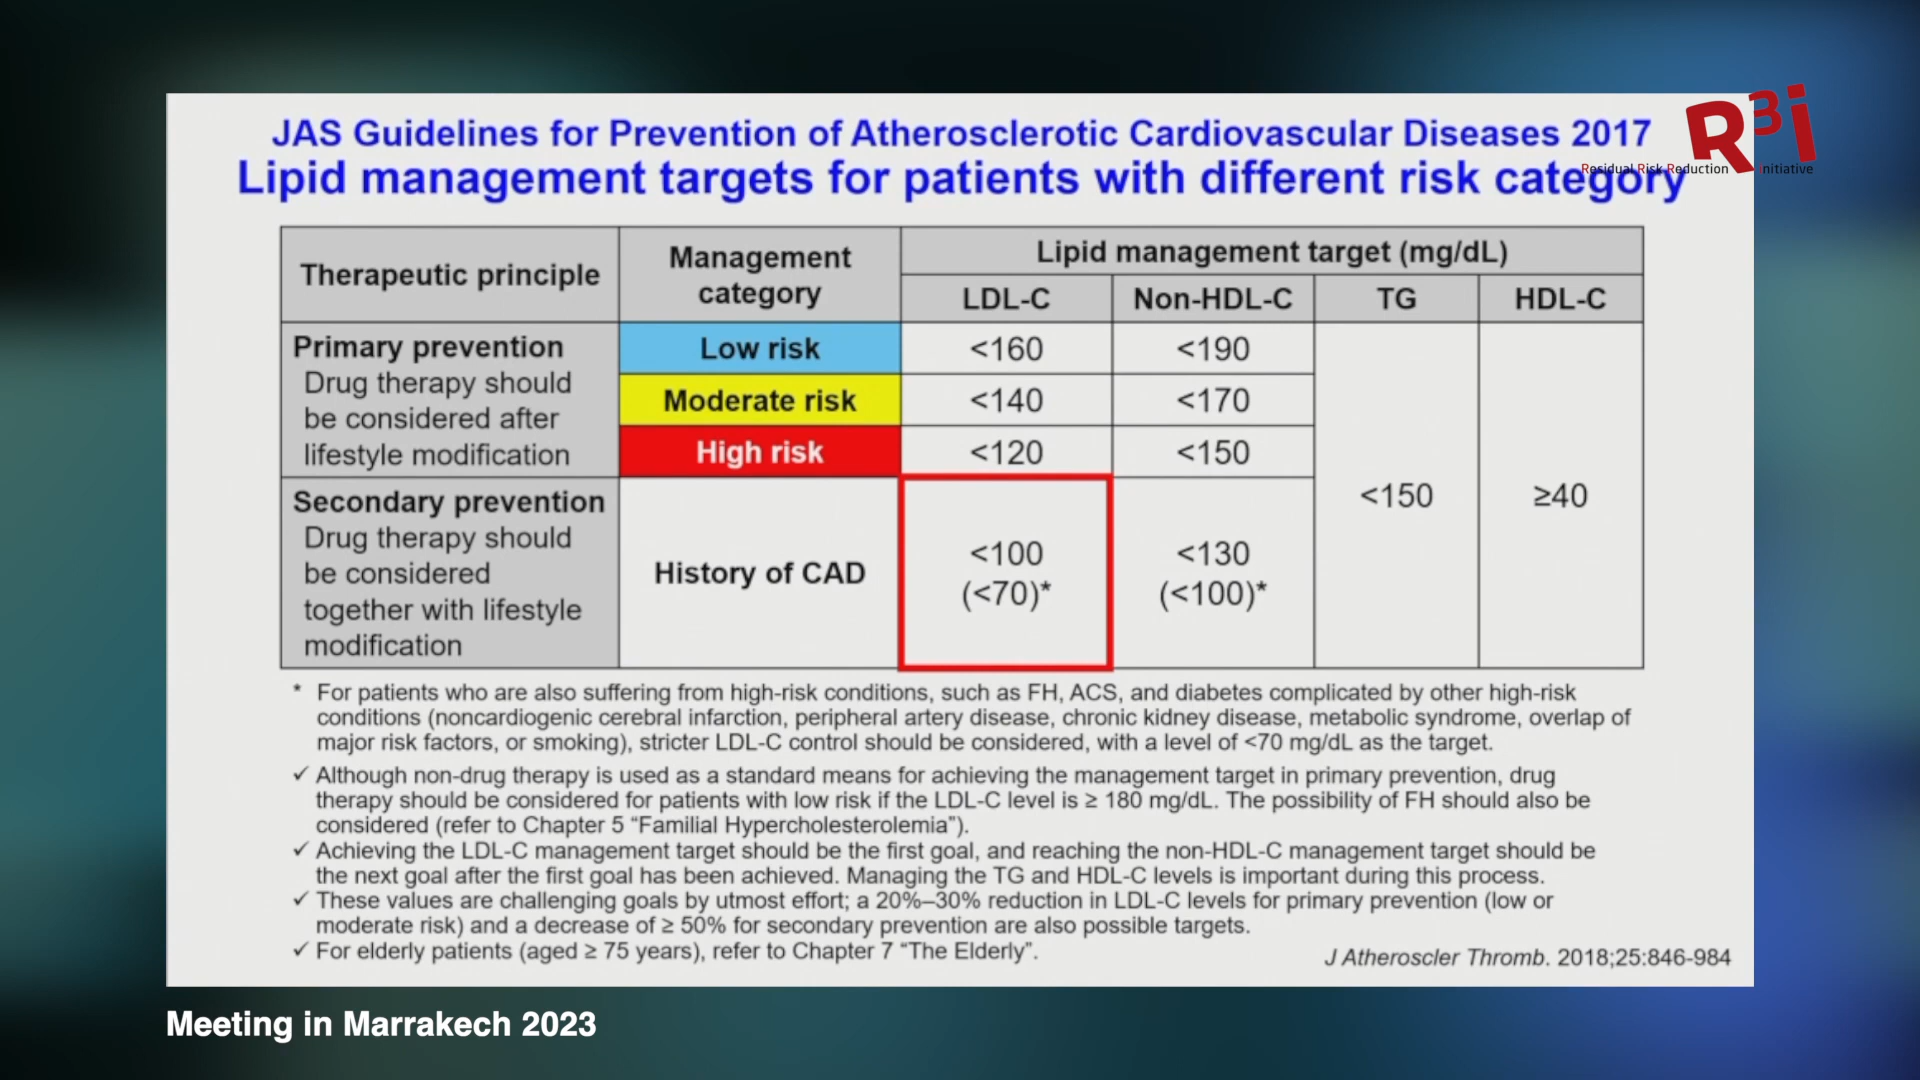 R3i
Residual Risk Reduction initiative
JAS Guidelines for Prevention of Atherosclerotic Cardiovascular Diseases 2017
Lipid management targets for patients with different risk category
Therapeutic principle
Management
category
Lipid management target (mg/dL)
LDL-C
Non-HDL-C
TG
HDL-C
Primary prevention
Drug therapy should
be considered after
lifestyle modification
Low risk
<160
<190
Moderate risk
<140
<170
High risk
<120
<150
<150
≥40
Secondary prevention
Drug therapy should
be considered
together with lifestyle
modification
History of CAD
<100
(<70)*
<130
(<100)*
* For patients who are also suffering from high-risk conditions, such as FH, ACS, and diabetes complicated by other high-risk
conditions (noncardiogenic cerebral infarction, peripheral artery disease, chronic kidney disease, metabolic syndrome, overlap of
major risk factors, or smoking), stricter LDL-C control should be considered, with a level of <70 mg/dL as the target.
✓ Although non-drug therapy is used as a standard means for achieving the management target in primary prevention, drug
therapy should be considered for patients with low risk if the LDL-C level is ≥ 180 mg/dL. The possibility of FH should also be
considered (refer to Chapter 5 “Familial Hypercholesterolemia”).
✓ Achieving the LDL-C management target should be the first goal, and reaching the non-HDL-C management target should be
the next goal after the first goal has been achieved. Managing the TG and HDL-C levels is important during this process.
✓ These values are challenging goals by utmost effort; a 20%–30% reduction in LDL-C levels for primary prevention (low or
moderate risk) and a decrease of ≥ 50% for secondary prevention are also possible targets.
✓ For elderly patients (aged ≥ 75 years), refer to Chapter 7 “The Elderly”.
J Atheroscler Thromb. 2018;25:846-984
Meeting in Marrakech 2023